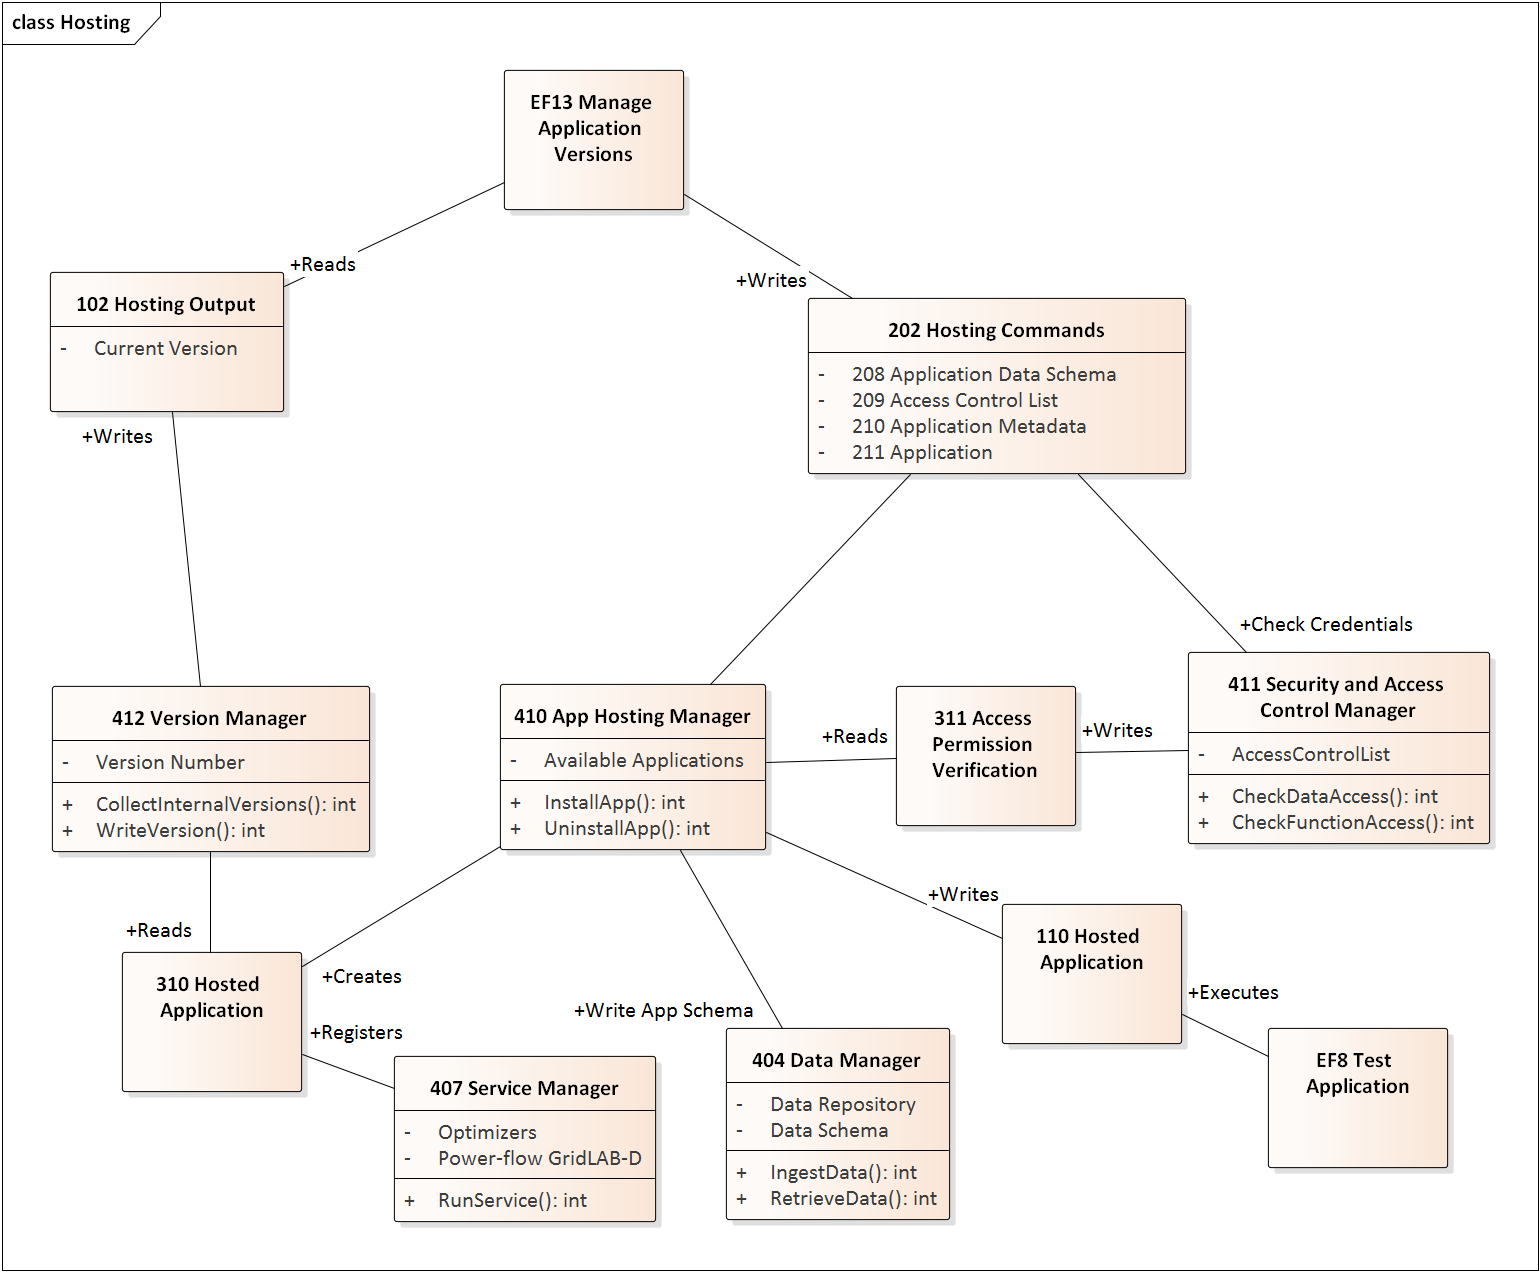 class Hosting
EF13 Manage
Application
Versions
+Reads
+Writes
102 Hosting Output
- Current Version
202 Hosting Commands
- 208 Application Data Schema
- 209 Access Control List
- 210 Application Metadata
- 211 Application
+Writes
+Check Credentials
412 Version Manager
- Version Number
+ CollectInternalVersions(): int
+ WriteVersion(): int
410 App Hosting Manager
- Available Applications
+ InstallApp(): int
+ UninstallApp(): int
+Reads
311 Access
Permission
Verification
+Writes
411 Security and Access
Control Manager
- AccessControlList
+ CheckDataAccess(): int
+ CheckFunctionAccess(): int
+Reads
+Creates
+Writes
310 Hosted
Application
+Registers
+Write App Schema
110 Hosted
Application
+Executes
407 Service Manager
- Optimizers
- Power-flow GridLAB-D
+ RunService(): int
404 Data Manager
- Data Repository
- Data Schema
+ IngestData(): int
+ RetrieveData(): int
EF8 Test
Application